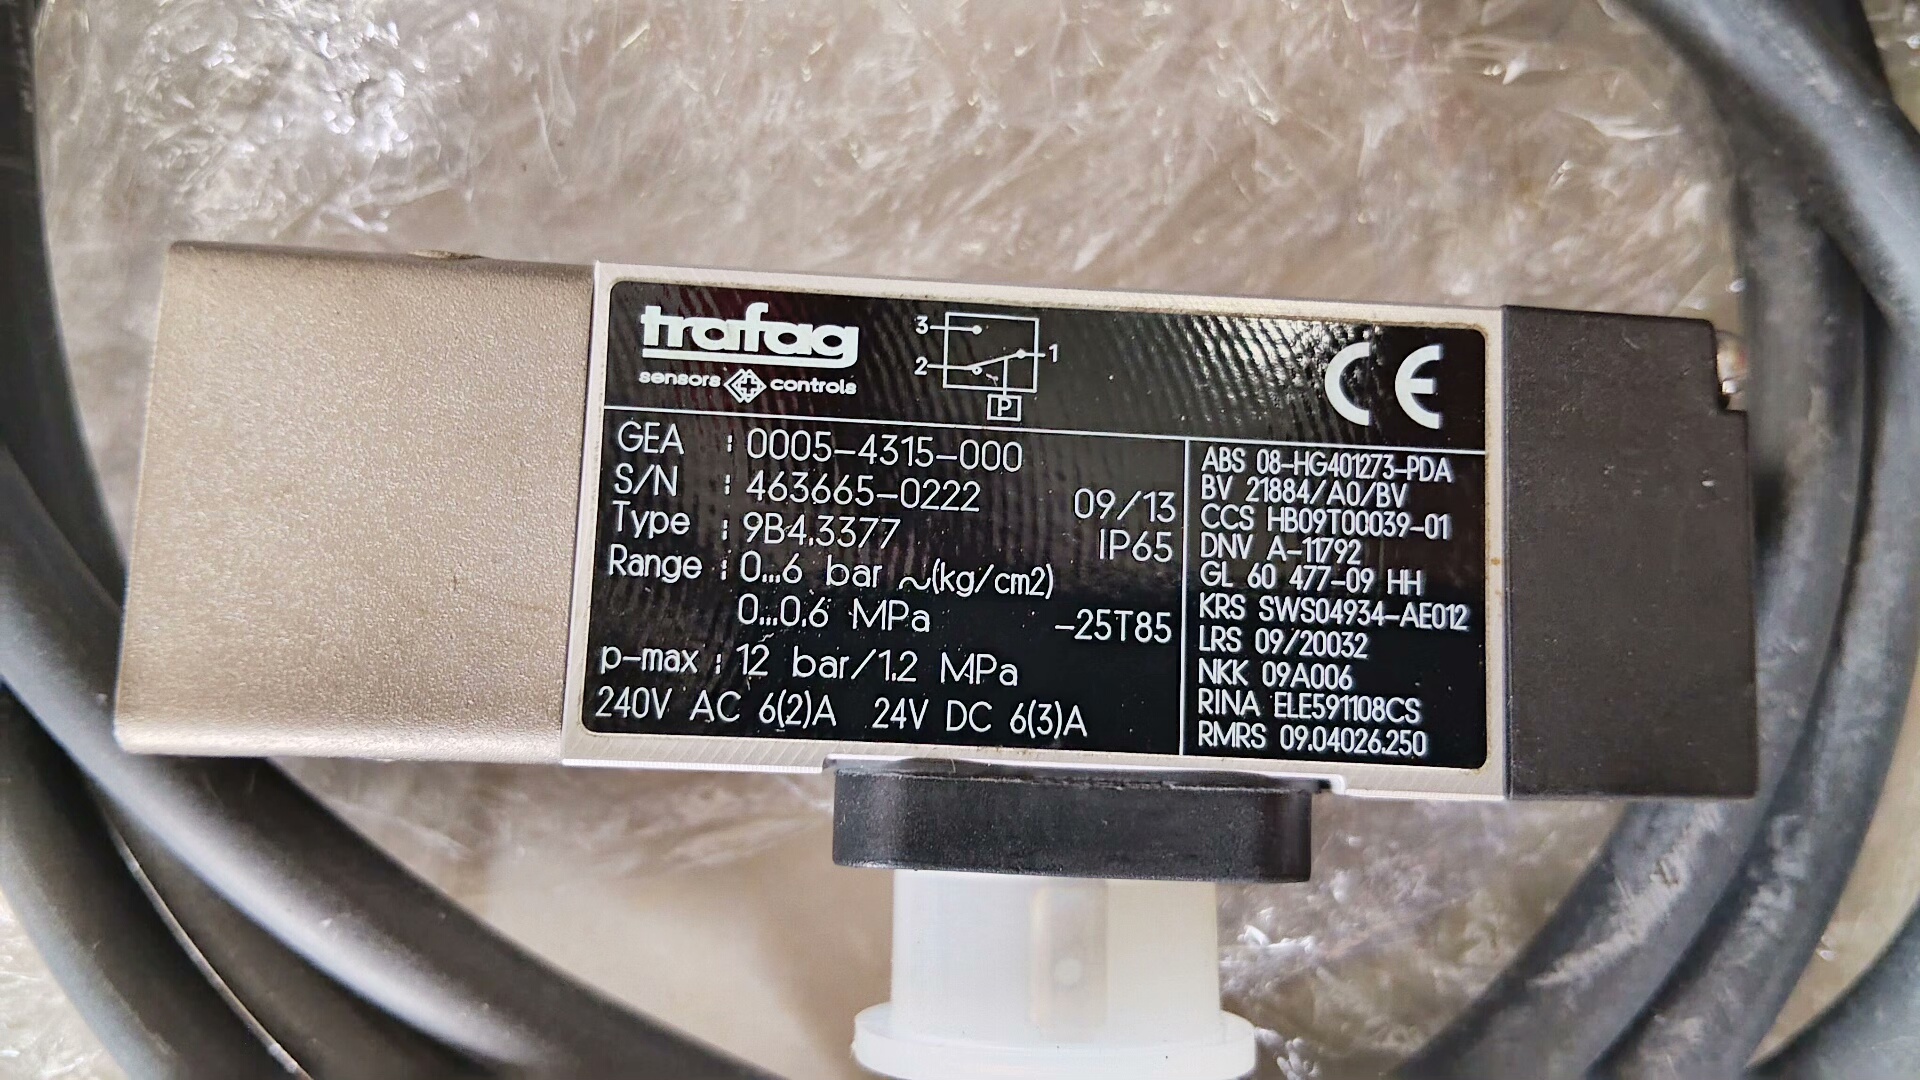 trafag
sensors controls
3
2
1
P
CE
GEA : 0005-4315-000
S/N : 463665-0222 09/13
Type : 9B4.3377 IP65
Range : 0...6 bar ~(kg/cm2)
0...0.6 MPa -25T85
p-max : 12 bar/1.2 MPa
240V AC 6(2)A 24V DC 6(3)A
ABS 08-HG401273-PDA
BV 21884/A0/BV
CCS HB09T00039-01
DNV A-11792
GL 60 477-09 HH
KRS SWS04934-AE012
LRS 09/20032
NKK 09A006
RINA ELE591108CS
RMRS 09.04026.250